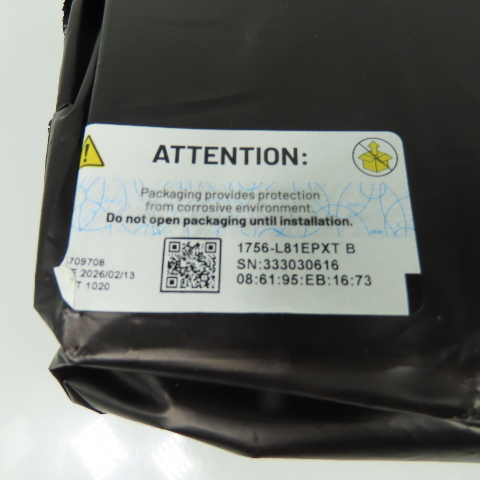 ATTENTION:
Packaging provides protection
from corrosive environment.
Do not open packaging until installation.
1756-L81EPXT B
SN:333030616
08:61:95:EB:16:73
709708
2026/02/13
T 1020